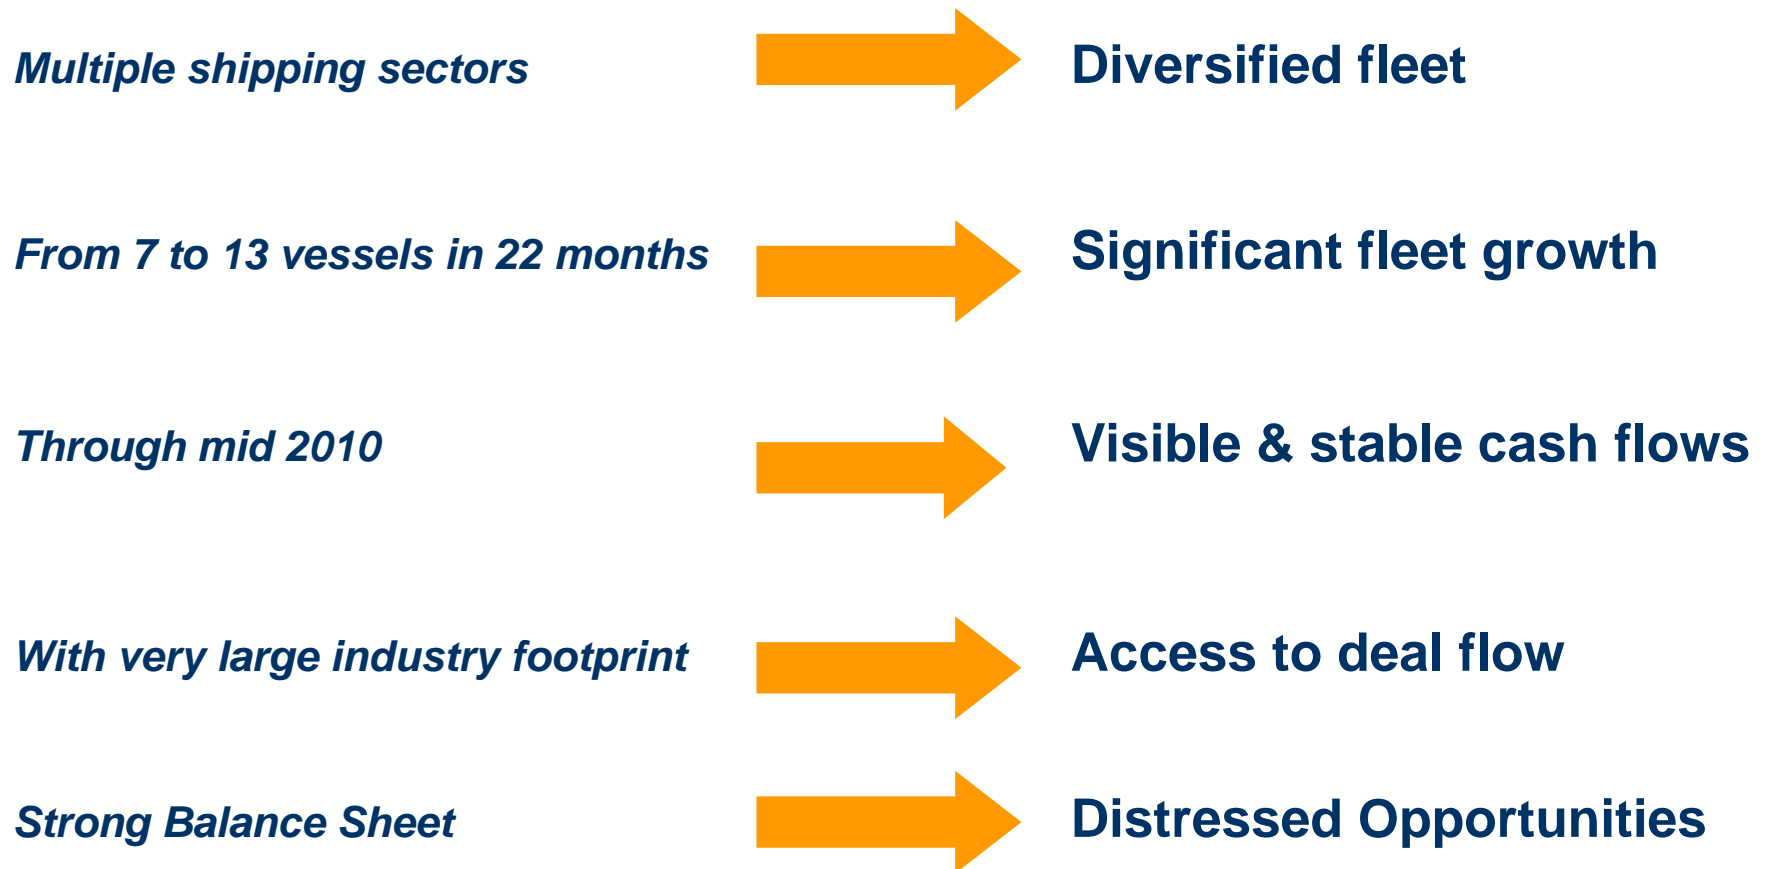 Multiple shipping sectors
Diversified fleet
From 7 to 13 vessels in 22 months
Significant fleet growth
Through mid 2010
Visible & stable cash flows
With very large industry footprint
Access to deal flow
Strong Balance Sheet
Distressed Opportunities